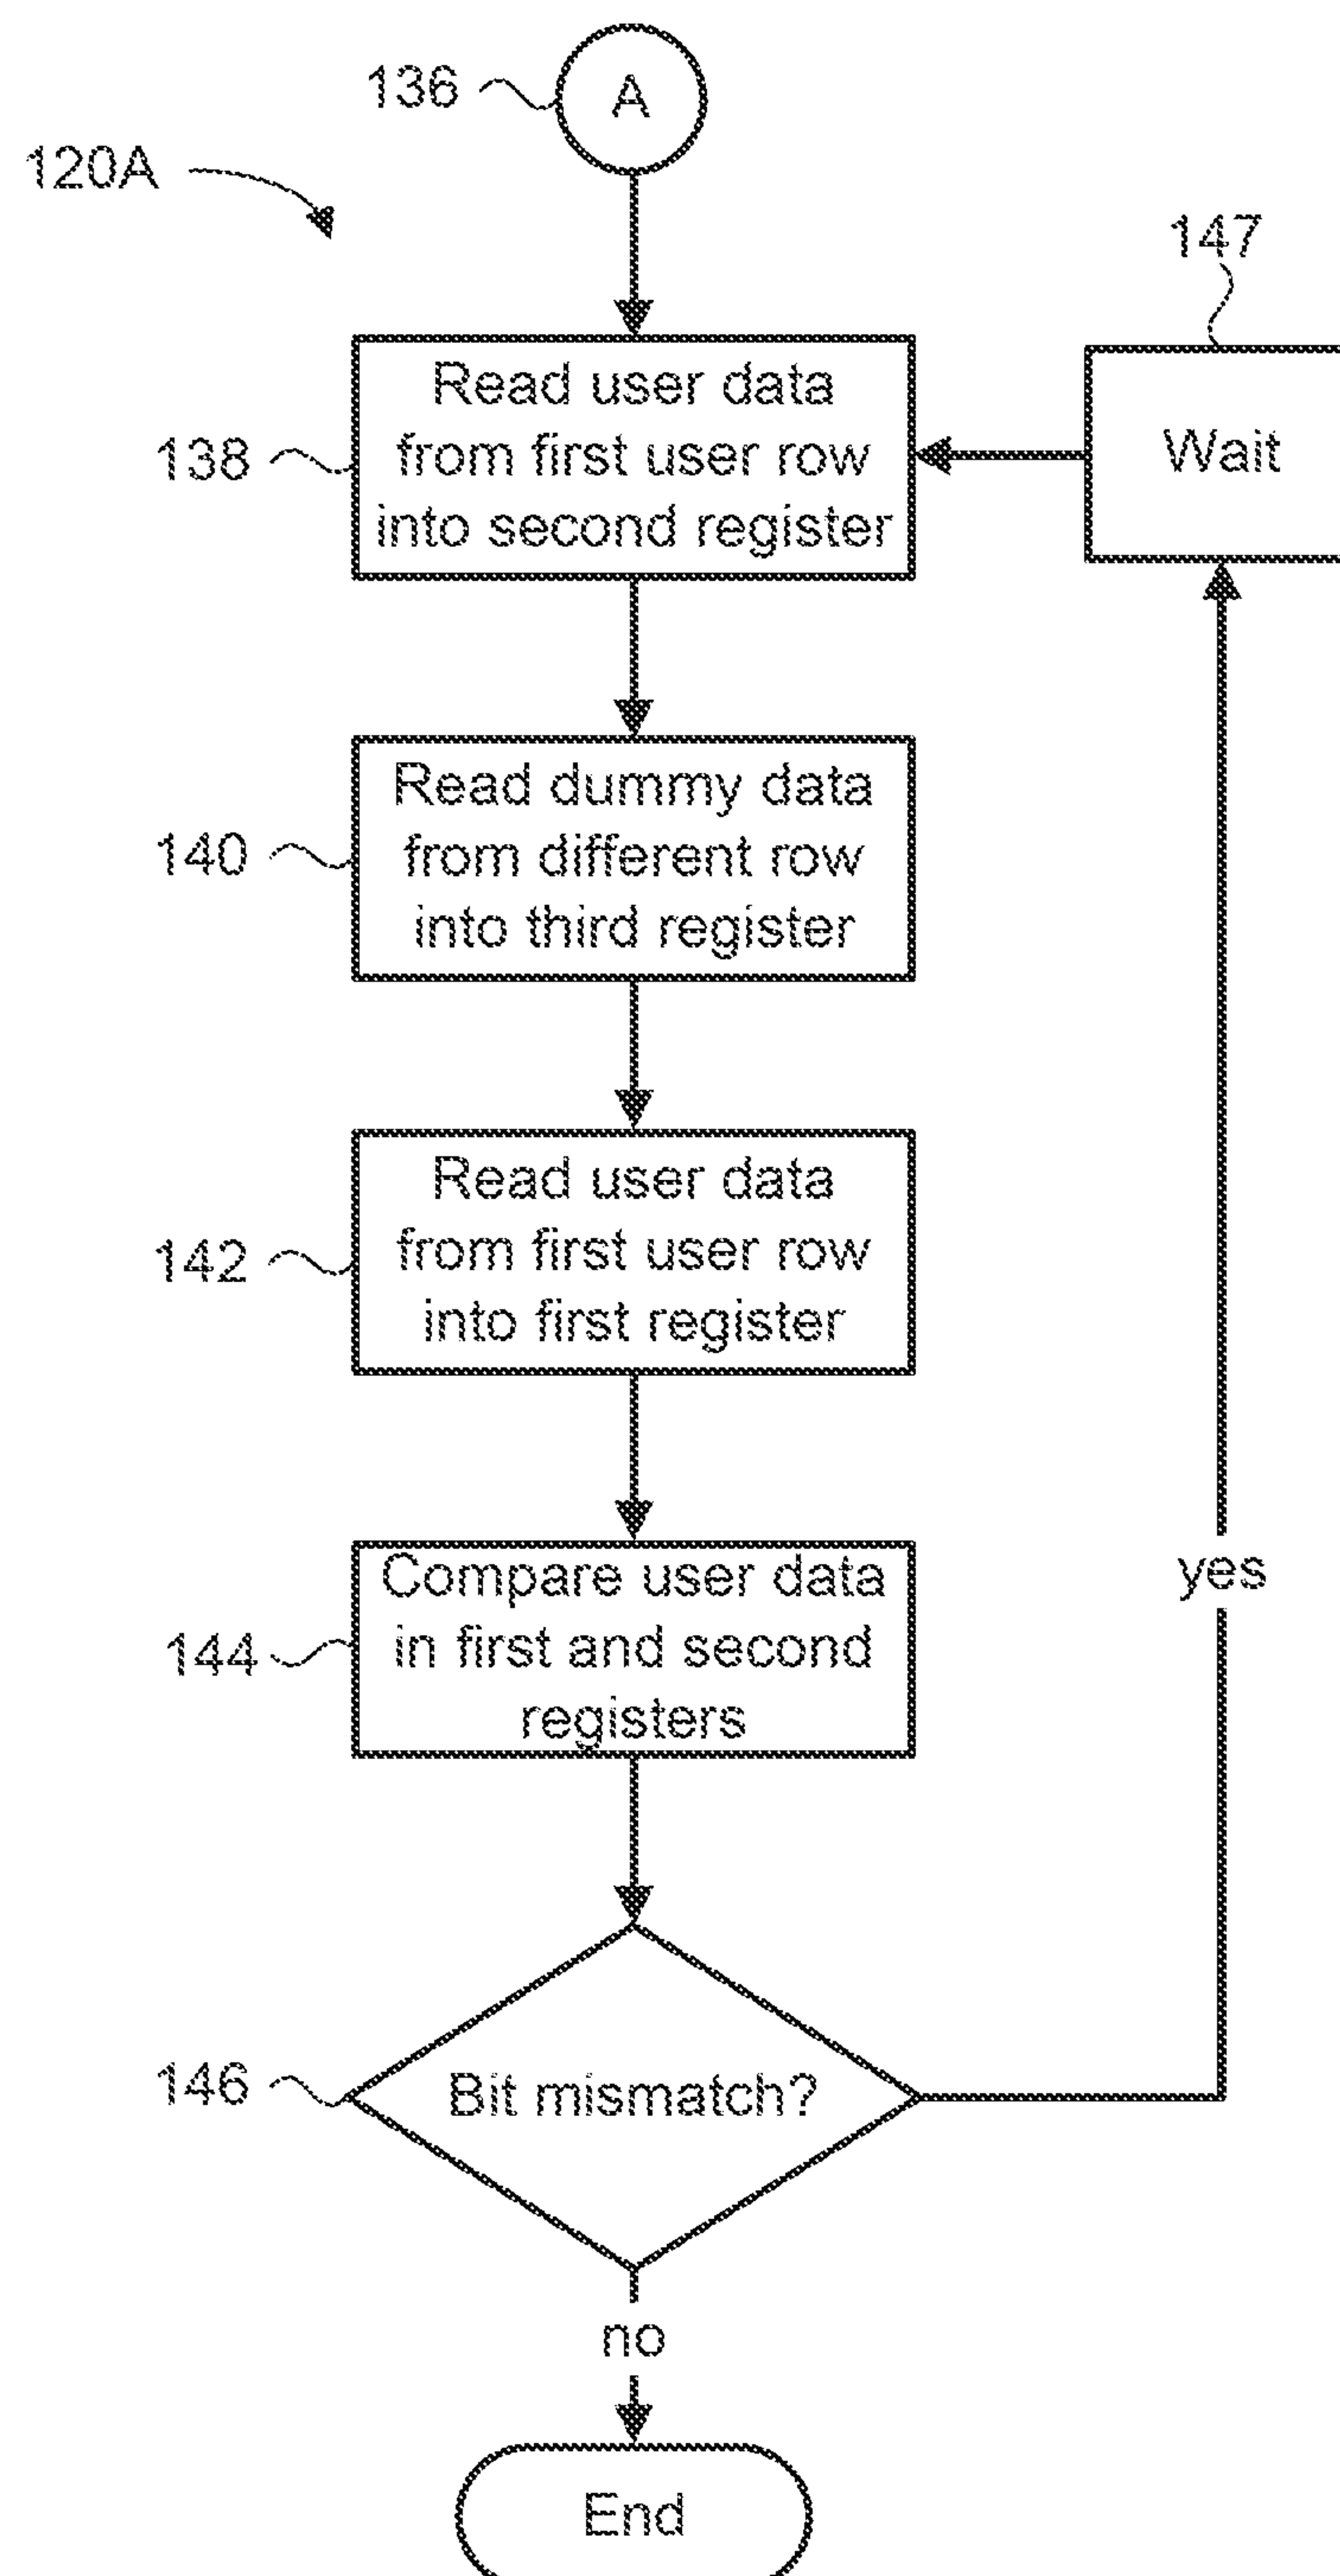 136
A
120A
147
138
Read user data
from first user row
into second register
Wait
140
Read dummy data
from different row
into third register
142
Read user data
from first user row
into first register
144
Compare user data
in first and second
registers
yes
146
Bit mismatch?
no
End